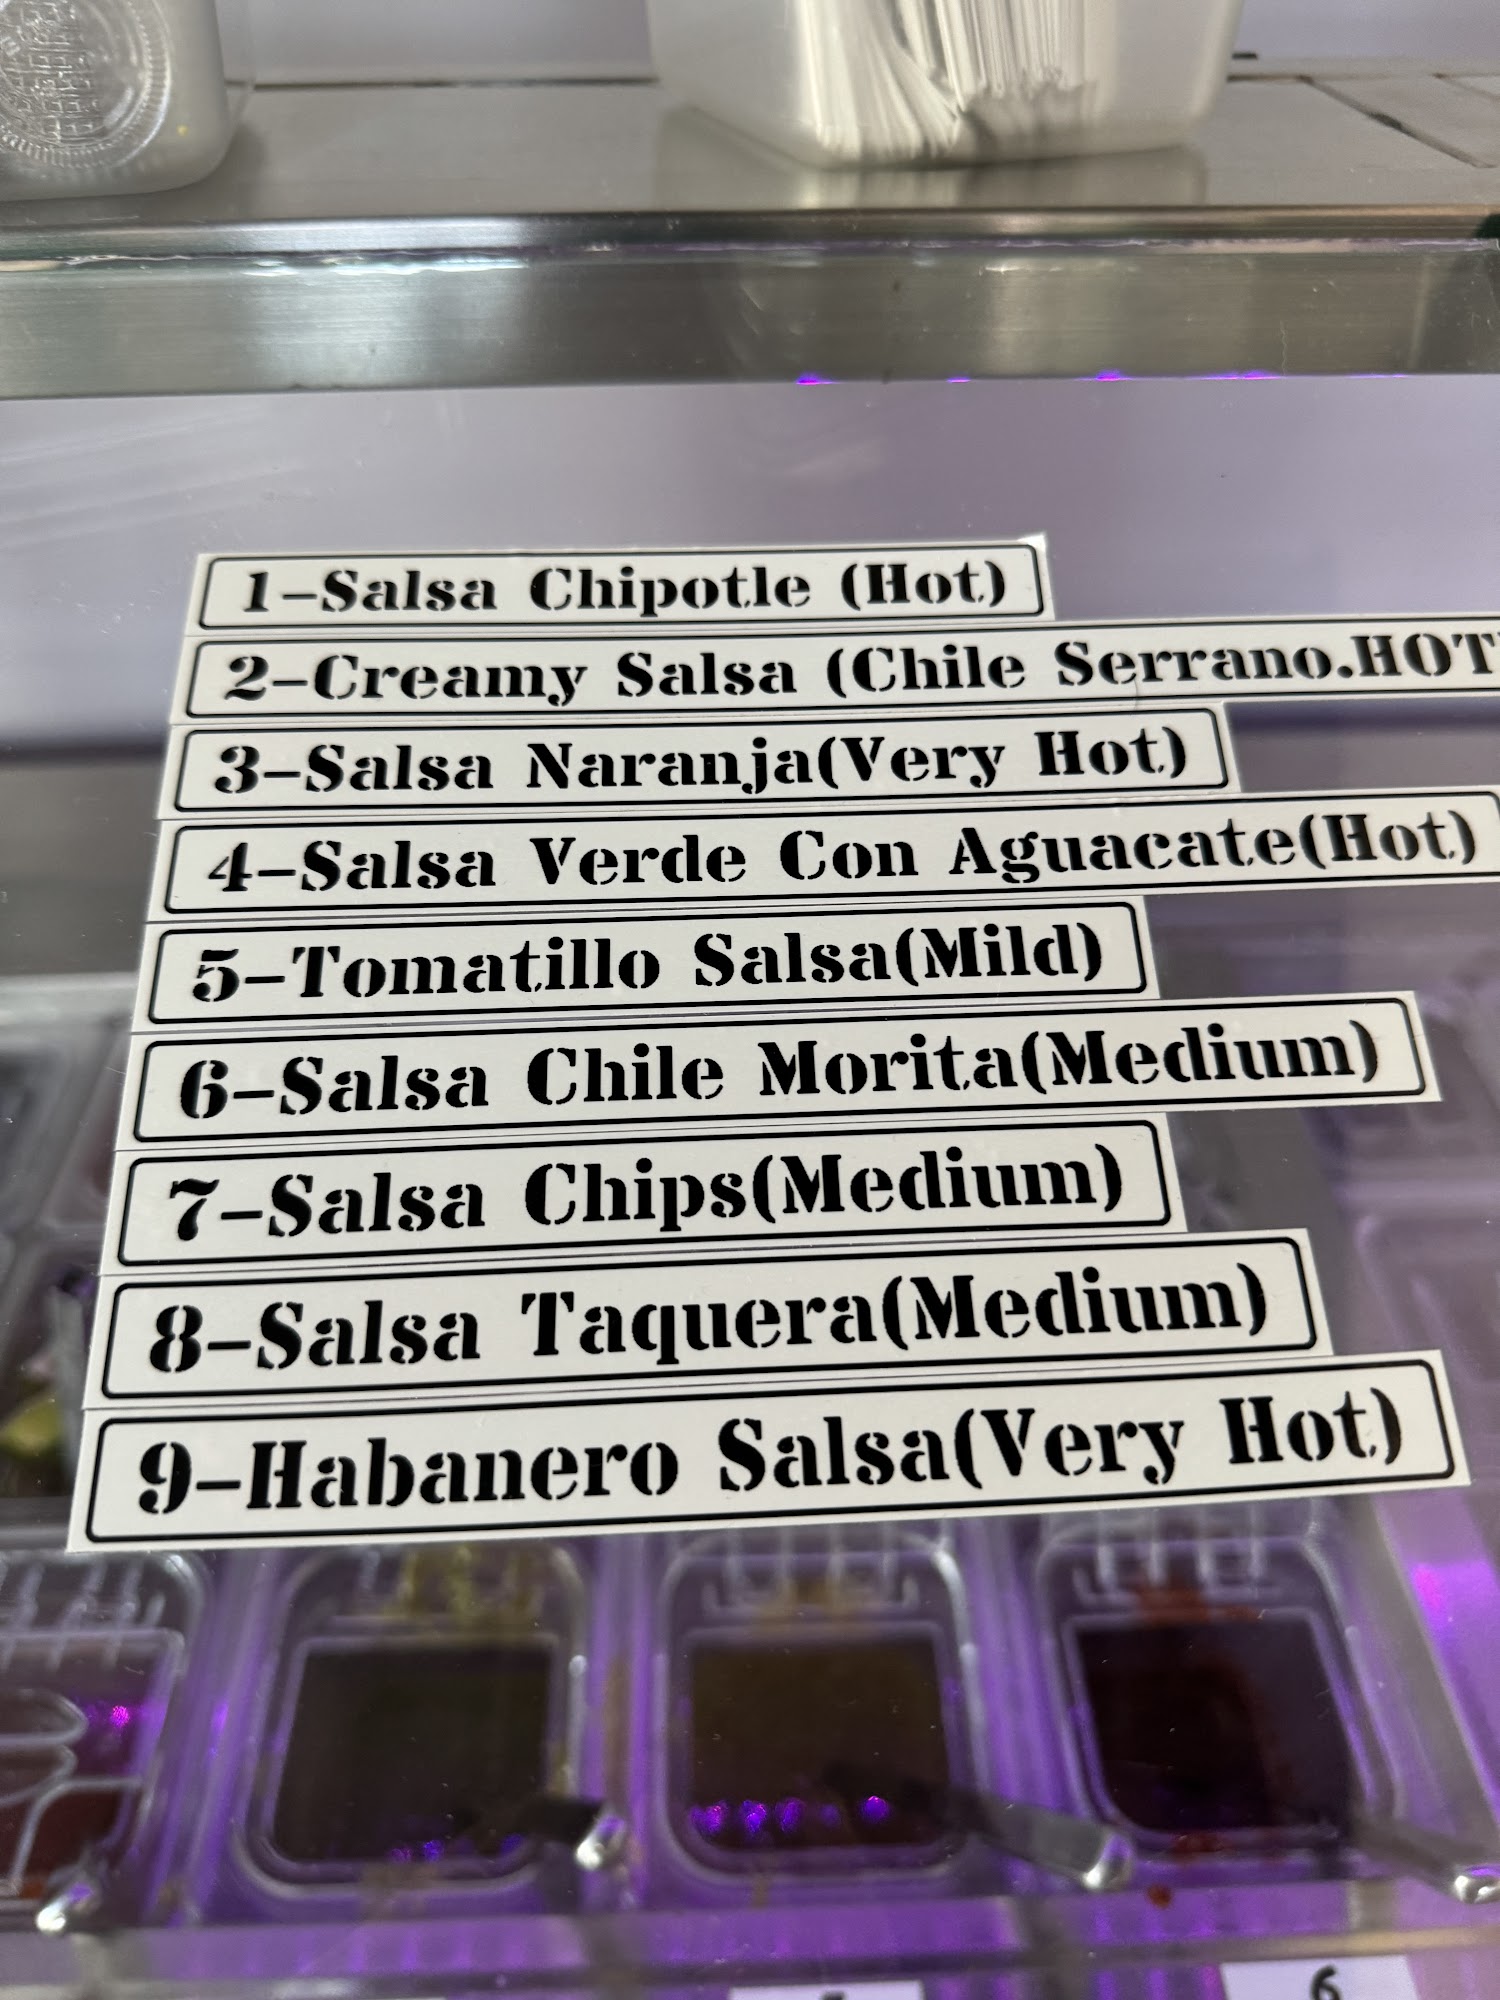 1-Salsa Chipotle (Hot)
2-Creamy Salsa (Chile Serrano.HOT
3-Salsa Naranja(Very Hot)
4-Salsa Verde Con Aguacate(Hot)
5-Tomatillo Salsa(Mild)
6-Salsa Chile Morita(Medium)
7-Salsa Chips(Medium)
8-Salsa Taquera(Medium)
9-Habanero Salsa(Very Hot)
6